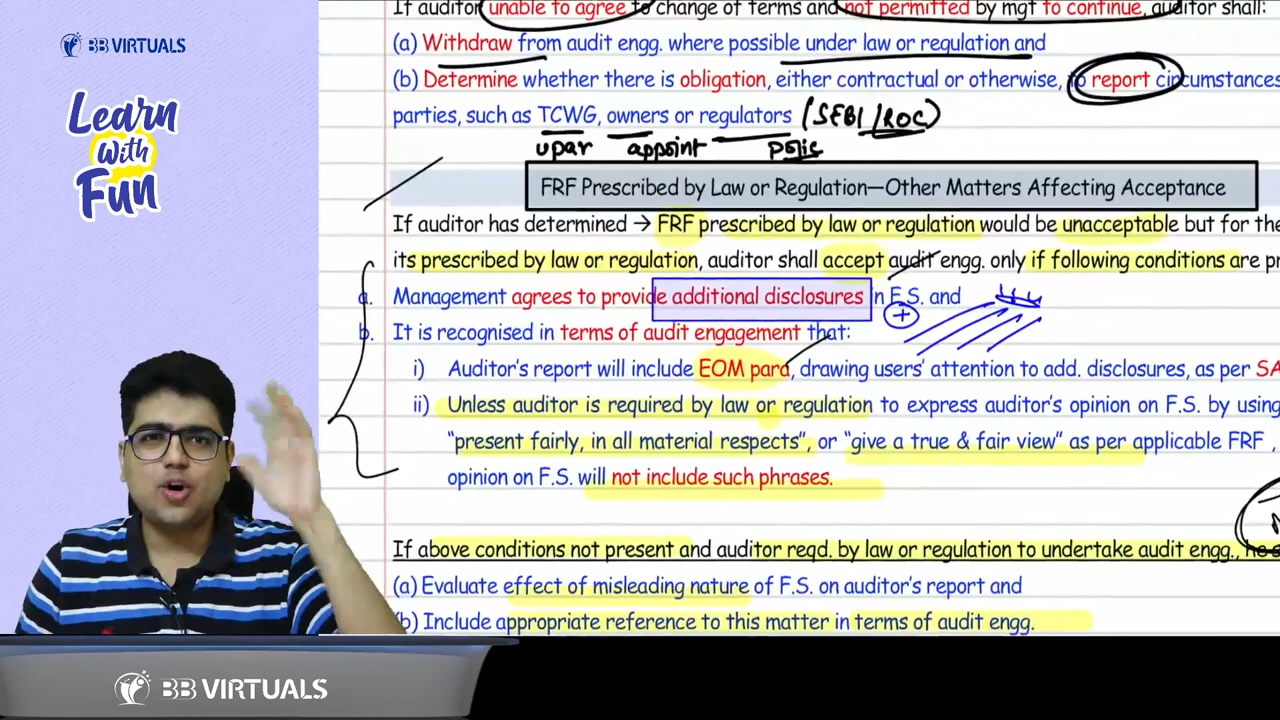 BB VIRTUALS
Learn
With
Fun
If auditor unable to agree to change of terms and not permitted by mgt to continue, auditor shall:
(a) Withdraw from audit engg. where possible under law or regulation and
(b) Determine whether there is obligation, either contractual or otherwise, to report circumstances
parties, such as TCWG, owners or regulators (SEBI/ROC)
upar appoint
FRF Prescribed by Law or Regulation—Other Matters Affecting Acceptance
If auditor has determined → FRF prescribed by law or regulation would be unacceptable but for the
its prescribed by law or regulation, auditor shall accept audit engg. only if following conditions are
a. Management agrees to provide additional disclosures in F.S. and
+
b. It is recognised in terms of audit engagement that:
i) Auditor's report will include EOM para, drawing users' attention to add. disclosures, as per SA
ii) Unless auditor is required by law or regulation to express auditor's opinion on F.S. by using
"present fairly, in all material respects", or "give a true & fair view" as per applicable FRF ,
opinion on F.S. will not include such phrases.
If above conditions not present and auditor reqd. by law or regulation to undertake audit engg., he
(a) Evaluate effect of misleading nature of F.S. on auditor's report and
(b) Include appropriate reference to this matter in terms of audit engg.
BB VIRTUALS